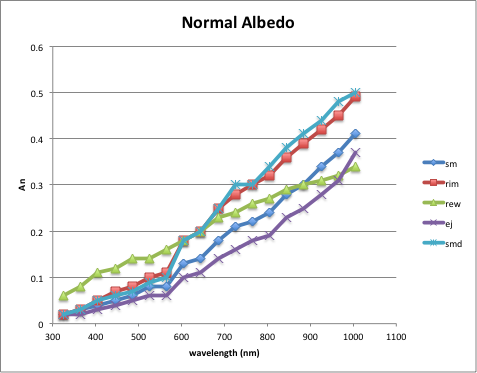 Normal Albedo
0.6
0.5
0.4
0.3
0.2
0.1
0
An
300 400 500 600 700 800 900 1000 1100
wavelength (nm)
sm
rim
rew
ej
smd